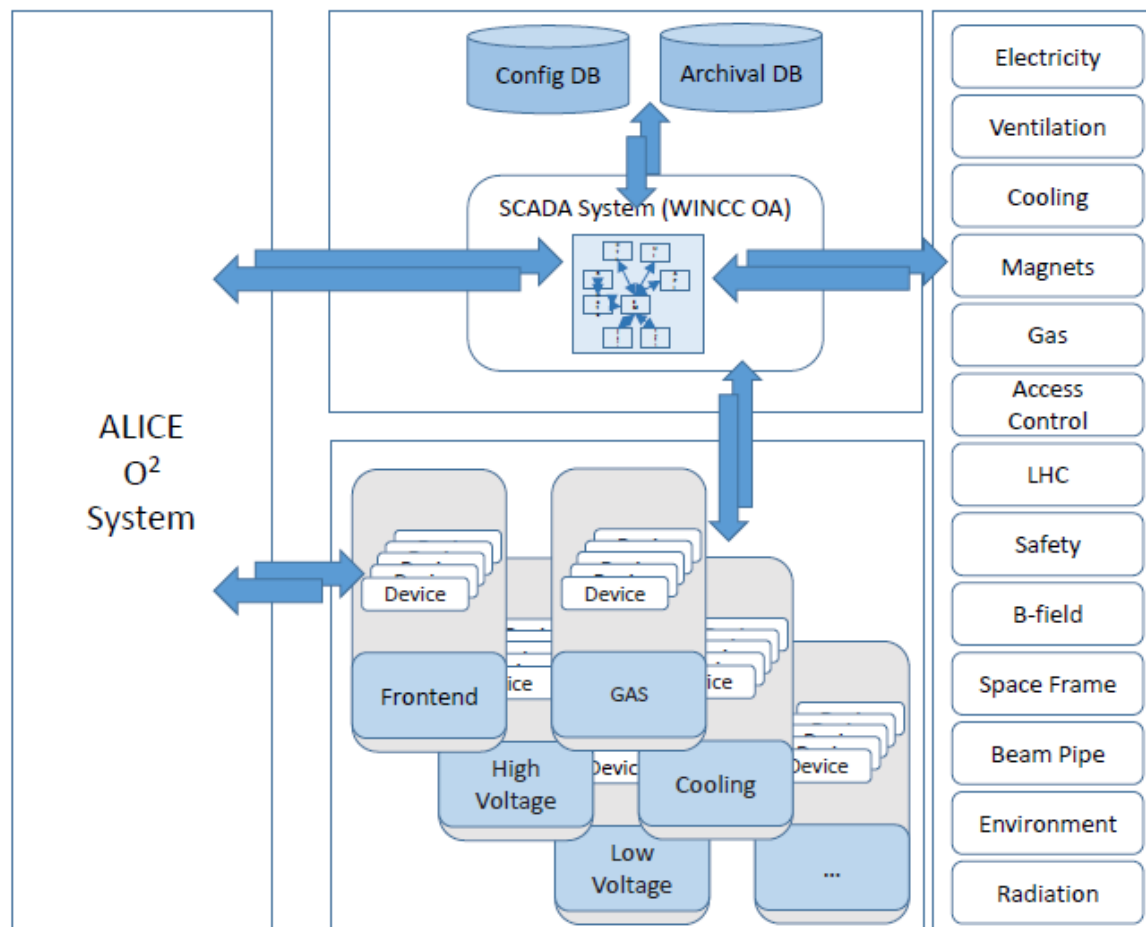 Config DB
Archival DB
SCADA System (WINCC OA)
ALICE
O²
System
Device
Frontend
Device
GAS
High
Voltage
Cooling
Low
Voltage
Device
...
Electricity
Ventilation
Cooling
Magnets
Gas
Access
Control
LHC
Safety
B-field
Space Frame
Beam Pipe
Environment
Radiation